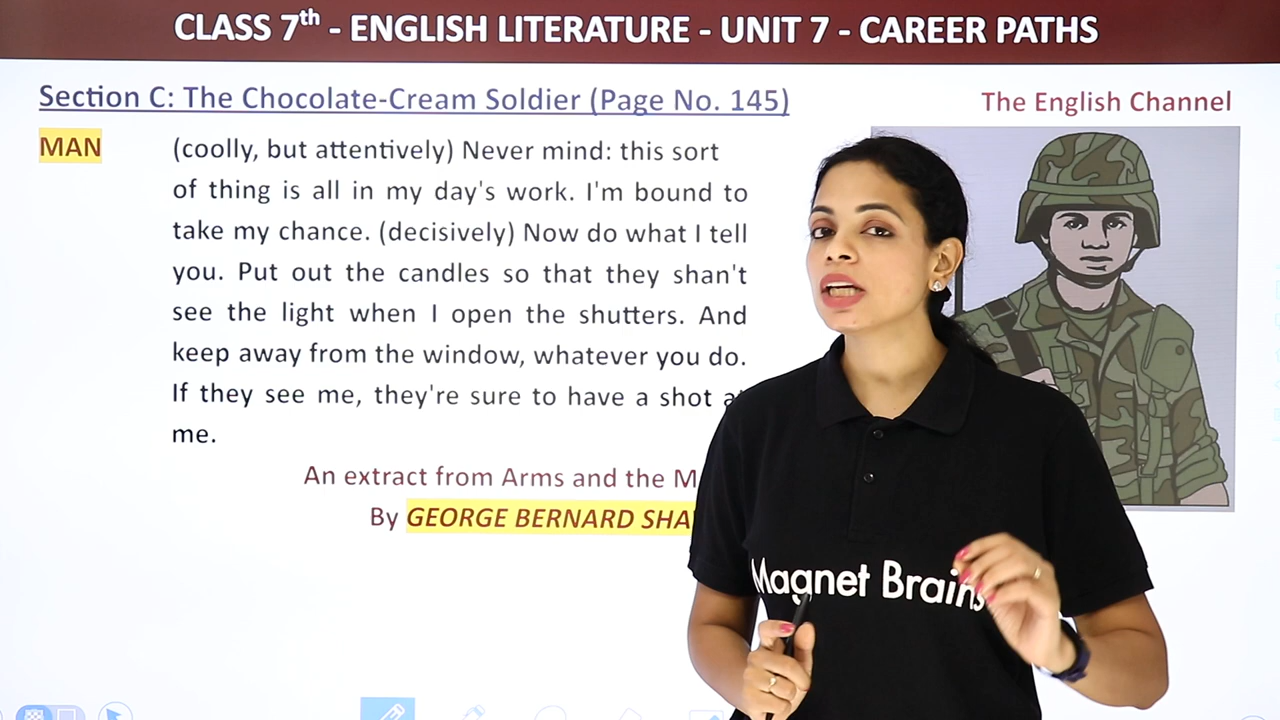 CLASS 7th - ENGLISH LITERATURE - UNIT 7 - CAREER PATHS
Section C: The Chocolate-Cream Soldier (Page No. 145)
The English Channel
MAN
(coolly, but attentively) Never mind: this sort
of thing is all in my day's work. I'm bound to
take my chance. (decisively) Now do what I tell
you. Put out the candles so that they shan't
see the light when I open the shutters. And
keep away from the window, whatever you do.
If they see me, they're sure to have a shot
me.
An extract from Arms and the
By GEORGE BERNARD
Magnet Brains